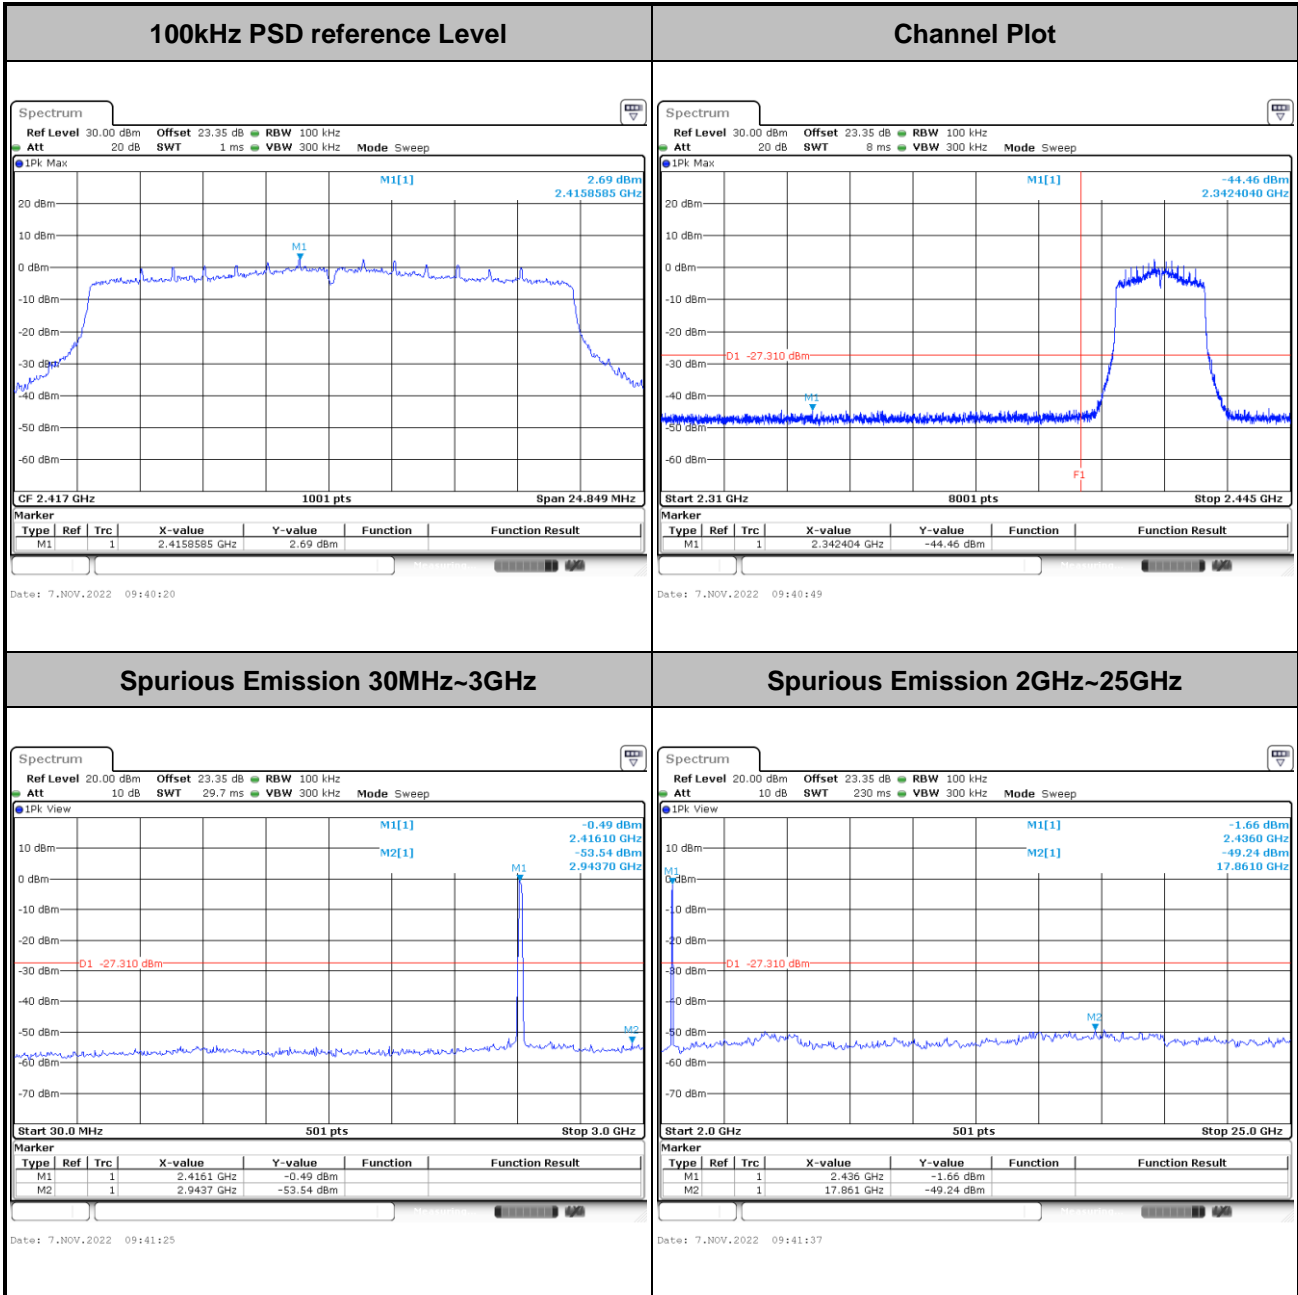 100kHz PSD reference Level
Spectrum
Ref Level 30.00 dBm Offset 23.35 dB RBW 100 kHz
Att 20 dB SWT 1 ms VBW 300 kHz Mode Sweep
1Pk Max
M1[1] 2.69 dBm
2.4158585 GHz
20 dBm
10 dBm
M1
0 dBm
-10 dBm
-20 dBm
-30 dBm
-40 dBm
-50 dBm
-60 dBm
CF 2.417 GHz 1001 pts Span 24.849 MHz
Marker
Type Ref Trc X-value Y-value Function Function Result
M1 1 2.4158585 GHz 2.69 dBm
Date: 7.NOV.2022 09:40:20
Channel Plot
Spectrum
Ref Level 30.00 dBm Offset 23.35 dB RBW 100 kHz
Att 20 dB SWT 8 ms VBW 300 kHz Mode Sweep
1Pk Max
M1[1] -44.46 dBm
2.3424040 GHz
20 dBm
10 dBm
0 dBm
-10 dBm
-20 dBm
D1 -27.310 dBm
-30 dBm
-40 dBm
M1
-50 dBm
-60 dBm
F1
Start 2.31 GHz 8001 pts Stop 2.445 GHz
Marker
Type Ref Trc X-value Y-value Function Function Result
M1 1 2.342404 GHz -44.46 dBm
Measuring...
Date: 7.NOV.2022 09:40:49
Spurious Emission 30MHz~3GHz
Spectrum
Ref Level 20.00 dBm Offset 23.35 dB RBW 100 kHz
Att 10 dB SWT 29.7 ms VBW 300 kHz Mode Sweep
1Pk View
M1[1] -0.49 dBm
2.41610 GHz
M2[1] -53.54 dBm
2.94370 GHz
10 dBm
M1
0 dBm
-10 dBm
-20 dBm
D1 -27.310 dBm
-30 dBm
-40 dBm
-50 dBm
M2
-60 dBm
-70 dBm
Start 30.0 MHz 501 pts Stop 3.0 GHz
Marker
Type Ref Trc X-value Y-value Function Function Result
M1 1 2.4161 GHz -0.49 dBm
M2 1 2.9437 GHz -53.54 dBm
Measuring...
Date: 7.NOV.2022 09:41:25
Spurious Emission 2GHz~25GHz
Spectrum
Ref Level 20.00 dBm Offset 23.35 dB RBW 100 kHz
Att 10 dB SWT 230 ms VBW 300 kHz Mode Sweep
1Pk View
M1[1] -1.66 dBm
2.4360 GHz
M2[1] -49.24 dBm
17.8610 GHz
10 dBm
M1
0 dBm
-10 dBm
-20 dBm
D1 -27.310 dBm
-30 dBm
-40 dBm
M2
-50 dBm
-60 dBm
-70 dBm
Start 2.0 GHz 501 pts Stop 25.0 GHz
Marker
Type Ref Trc X-value Y-value Function Function Result
M1 1 2.436 GHz -1.66 dBm
M2 1 17.861 GHz -49.24 dBm
Date: 7.NOV.2022 09:41:37